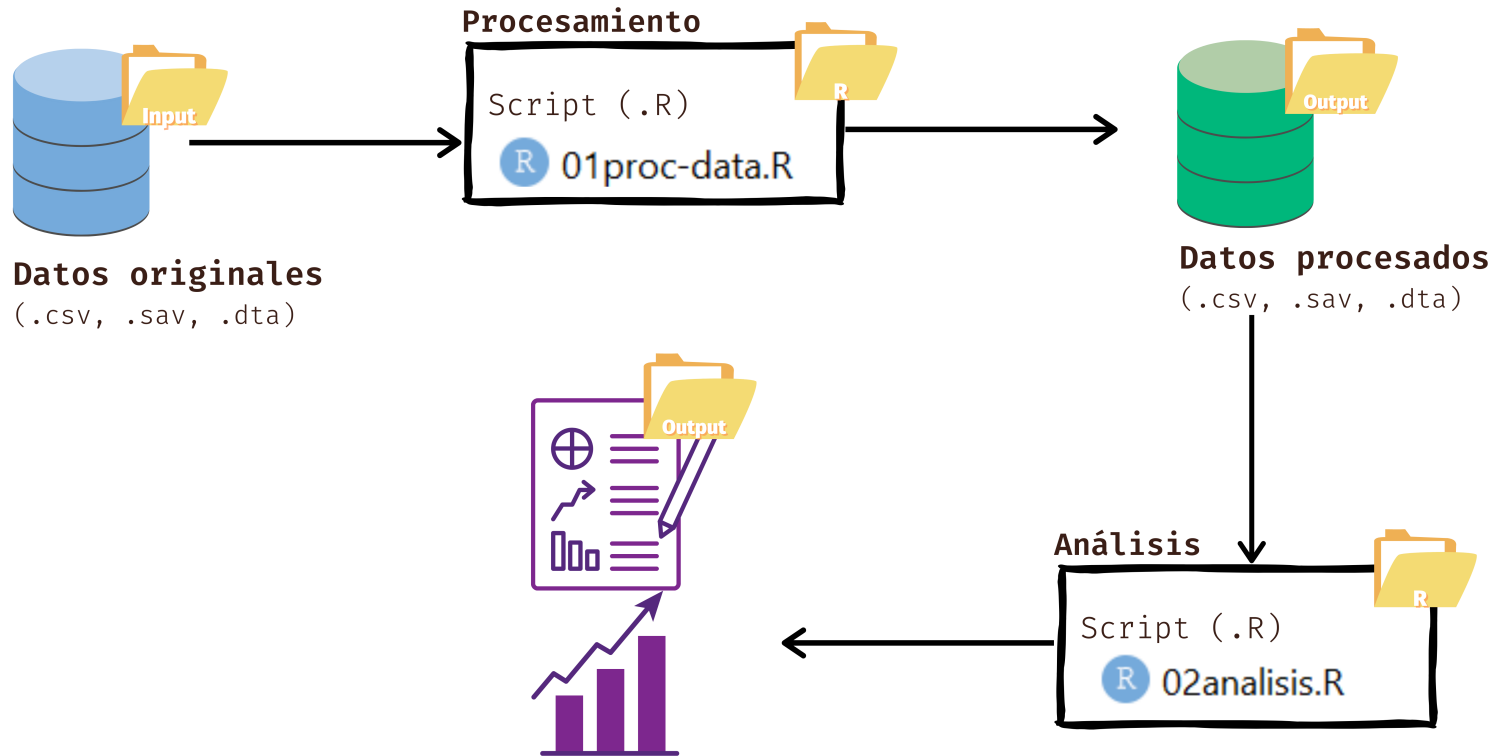 Procesamiento
Input
R
Output
Script (.R)
R 01proc-data.R
Datos originales
(.csv, .sav, .dta)
Datos procesados
(.csv, .sav, .dta)
Output
Análisis
R
Script (.R)
R 02analisis.R